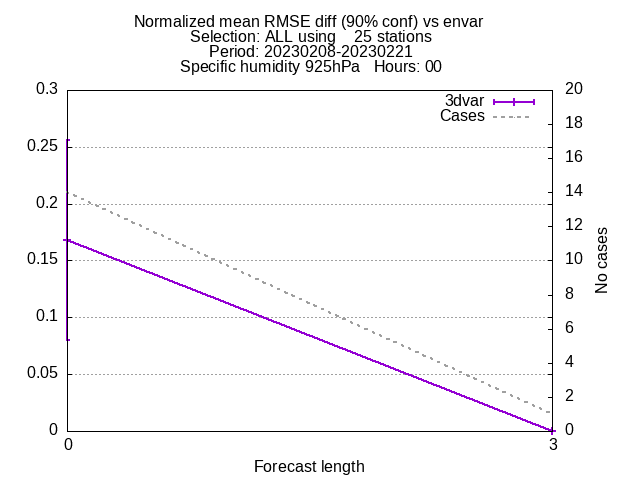 Normalized mean RMSE diff (90% conf) vs envar
Selection: ALL using    25 stations
Period: 20230208-20230221
Specific humidity 925hPa   Hours: 00
3dvar
Cases
0.3
0.25
0.2
0.15
0.1
0.05
0
20
18
16
14
12
10
8
6
4
2
0
No cases
0
3
Forecast length